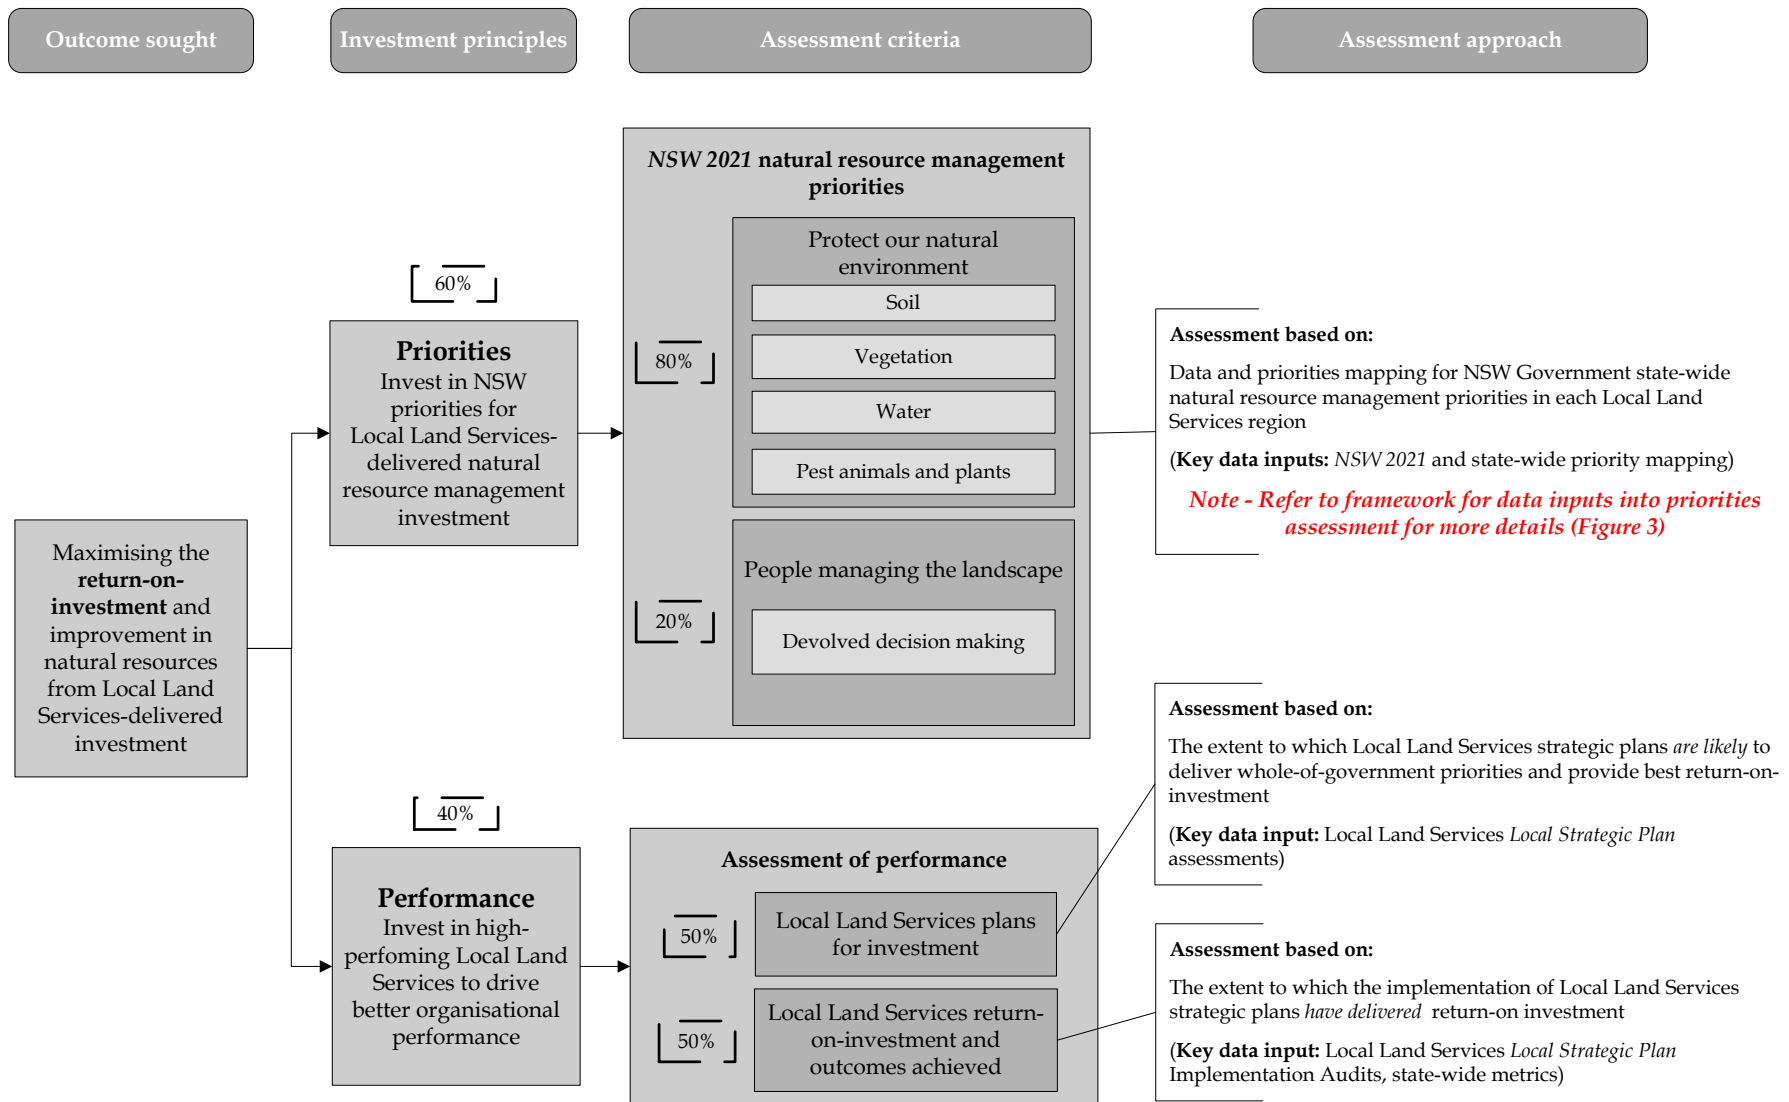 Outcome sought
Investment principles
Assessment criteria
Assessment approach
Maximising the
return-on-
investment and
improvement in
natural resources
from Local Land
Services-delivered
investment
60%
Priorities
Invest in NSW
priorities for
Local Land Services-
delivered natural
resource management
investment
NSW 2021 natural resource management
priorities
80%
Protect our natural
environment
Soil
Vegetation
Water
Pest animals and plants
20%
People managing the landscape
Devolved decision making
Assessment based on:
Data and priorities mapping for NSW Government state-wide
natural resource management priorities in each Local Land
Services region
(Key data inputs: NSW 2021 and state-wide priority mapping)
Note - Refer to framework for data inputs into priorities
assessment for more details (Figure 3)
40%
Performance
Invest in high-
perfoming Local Land
Services to drive
better organisational
performance
Assessment of performance
50%
Local Land Services plans
for investment
50%
Local Land Services return-
on-investment and
outcomes achieved
Assessment based on:
The extent to which Local Land Services strategic plans are likely to
deliver whole-of-government priorities and provide best return-on-
investment
(Key data input: Local Land Services Local Strategic Plan
assessments)
Assessment based on:
The extent to which the implementation of Local Land Services
strategic plans have delivered return-on investment
(Key data input: Local Land Services Local Strategic Plan
Implementation Audits, state-wide metrics)